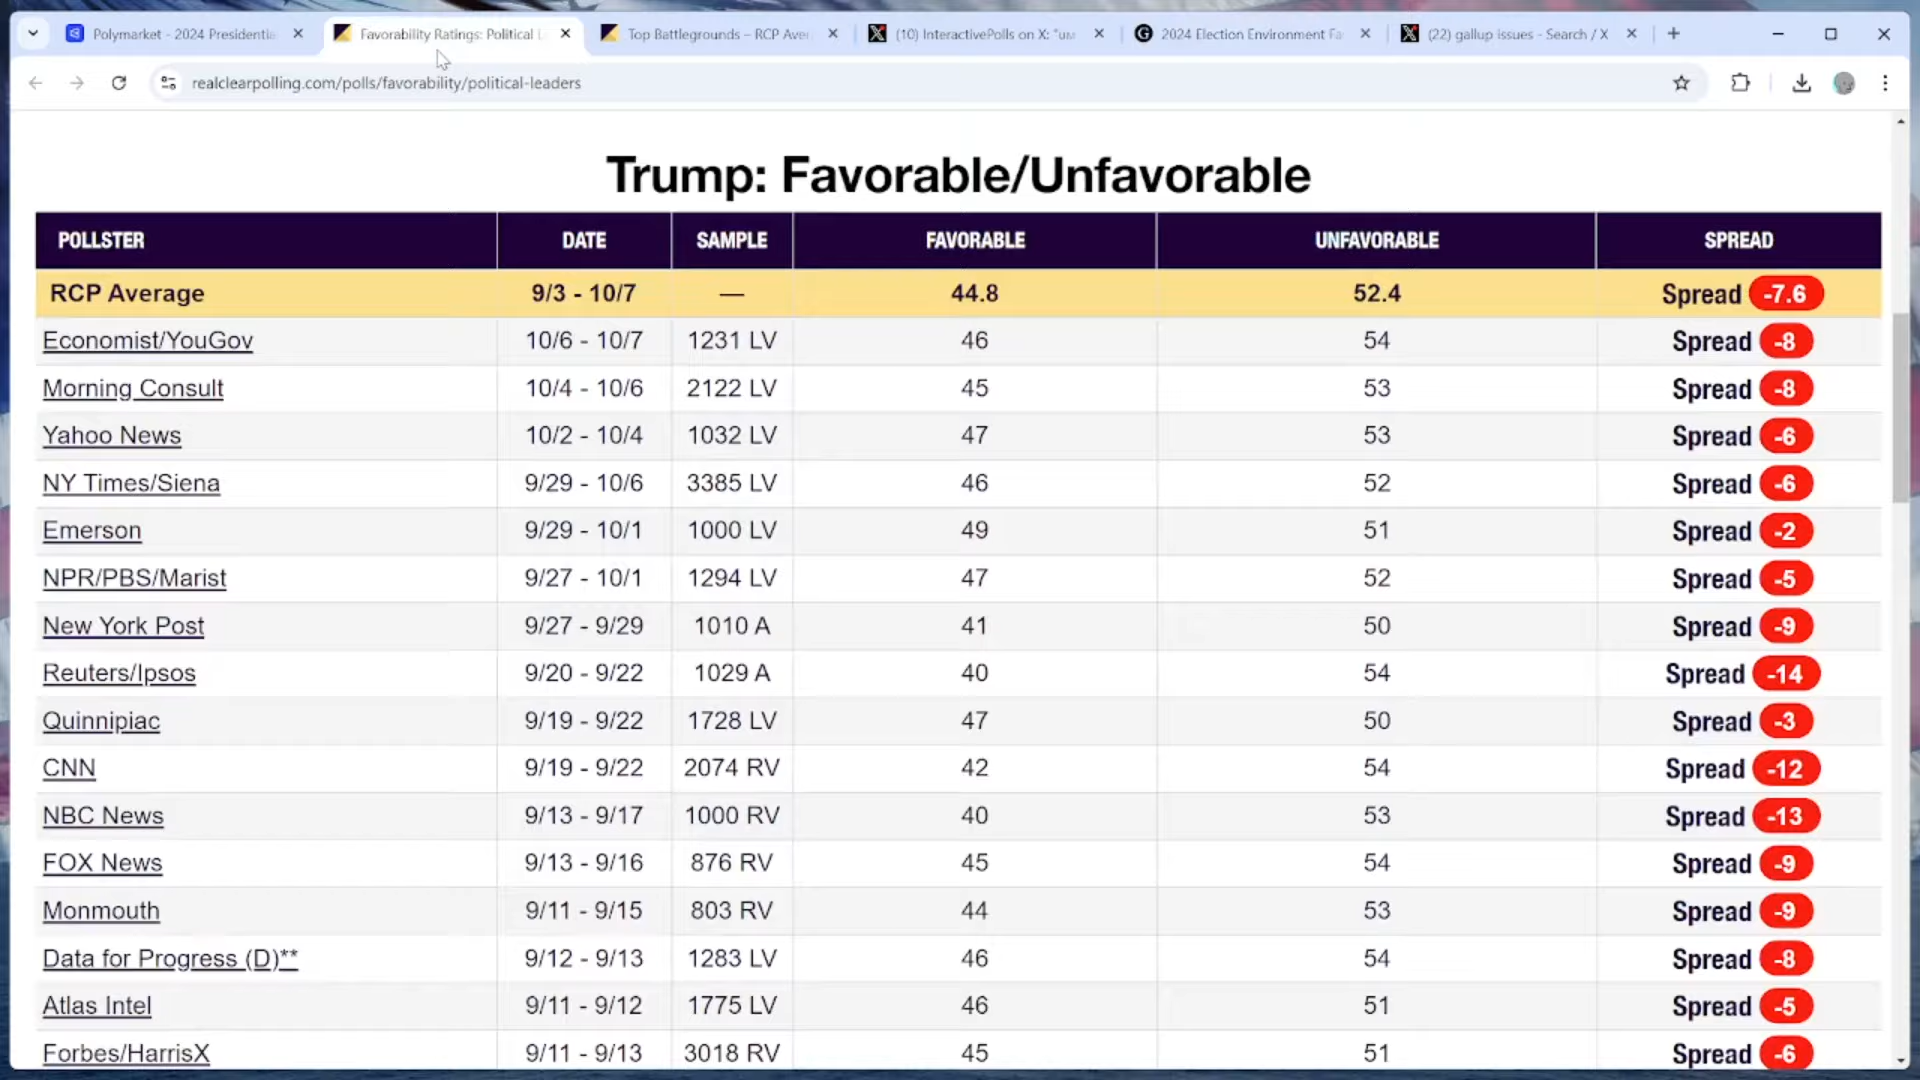 Polymarket - 2024 Presidentia
Favorability Ratings: Political L
Top Battlegrounds – RCP Aver
(10) InteractivePolls on X: "UM
2024 Election Environment Fa
(22) gallup issues - Search / X
realclearpolling.com/polls/favorability/political-leaders
Trump: Favorable/Unfavorable
POLLSTER DATE SAMPLE FAVORABLE UNFAVORABLE SPREAD
RCP Average 9/3 - 10/7 — 44.8 52.4 Spread -7.6
Economist/YouGov 10/6 - 10/7 1231 LV 46 54 Spread -8
Morning Consult 10/4 - 10/6 2122 LV 45 53 Spread -8
Yahoo News 10/2 - 10/4 1032 LV 47 53 Spread -6
NY Times/Siena 9/29 - 10/6 3385 LV 46 52 Spread -6
Emerson 9/29 - 10/1 1000 LV 49 51 Spread -2
NPR/PBS/Marist 9/27 - 10/1 1294 LV 47 52 Spread -5
New York Post 9/27 - 9/29 1010 A 41 50 Spread -9
Reuters/Ipsos 9/20 - 9/22 1029 A 40 54 Spread -14
Quinnipiac 9/19 - 9/22 1728 LV 47 50 Spread -3
CNN 9/19 - 9/22 2074 RV 42 54 Spread -12
NBC News 9/13 - 9/17 1000 RV 40 53 Spread -13
FOX News 9/13 - 9/16 876 RV 45 54 Spread -9
Monmouth 9/11 - 9/15 803 RV 44 53 Spread -9
Data for Progress (D)** 9/12 - 9/13 1283 LV 46 54 Spread -8
Atlas Intel 9/11 - 9/12 1775 LV 46 51 Spread -5
Forbes/HarrisX 9/11 - 9/13 3018 RV 45 51 Spread -6